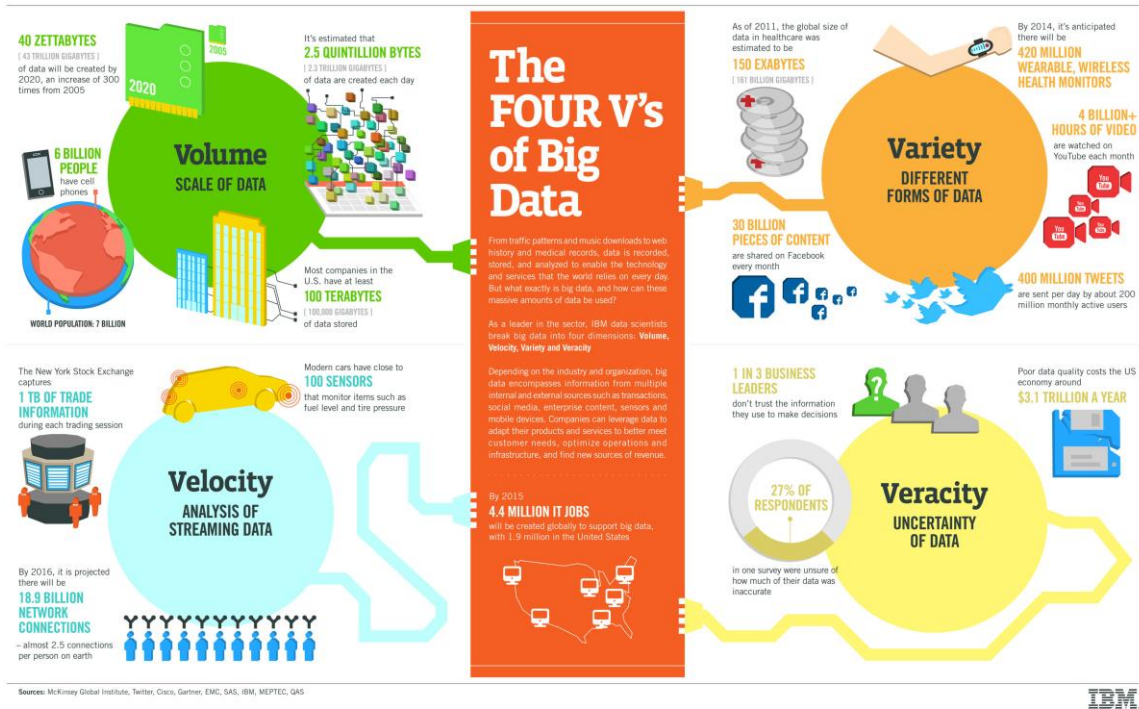 40 ZETTABYTES
[ 43 TRILLION GIGABYTES ]
of data will be created by
2020, an increase of 300
times from 2005
2005
2020
It's estimated that
2.5 QUINTILLION BYTES
[ 2.3 TRILLION GIGABYTES ]
of data are created each day
6 BILLION
PEOPLE
have cell
phones
WORLD POPULATION: 7 BILLION
Volume
SCALE OF DATA
Most companies in the
U.S. have at least
100 TERABYTES
[ 100,000 GIGABYTES ]
of data stored
The New York Stock Exchange
captures
1 TB OF TRADE
INFORMATION
during each trading session
Modern cars have close to
100 SENSORS
that monitor items such as
fuel level and tire pressure
Velocity
ANALYSIS OF
STREAMING DATA
By 2016, it is projected
there will be
18.9 BILLION
NETWORK
CONNECTIONS
– almost 2.5 connections
per person on earth
The
FOUR V's
of Big
Data
From traffic patterns and music downloads to web
history and medical records, data is recorded,
stored, and analyzed to enable the technology
and services that the world relies on every day.
But what exactly is big data, and how can these
massive amounts of data be used?
As a leader in the sector, IBM data scientists
break big data into four dimensions: Volume,
Velocity, Variety and Veracity
Depending on the industry and organization, big
data encompasses information from multiple
internal and external sources such as transactions,
social media, enterprise content, sensors and
mobile devices. Companies can leverage data to
adapt their products and services to better meet
customer needs, optimize operations and
infrastructure, and find new sources of revenue.
By 2015
4.4 MILLION IT JOBS
will be created globally to support big data,
with 1.9 million in the United States
As of 2011, the global size of
data in healthcare was
estimated to be
150 EXABYTES
[ 161 BILLION GIGABYTES ]
By 2014, it's anticipated
there will be
420 MILLION
WEARABLE, WIRELESS
HEALTH MONITORS
4 BILLION+
HOURS OF VIDEO
are watched on
YouTube each month
You
Tube
You
Tube
You
Tube
You
Tube
You
Tube
Variety
DIFFERENT
FORMS OF DATA
30 BILLION
PIECES OF CONTENT
are shared on Facebook
every month
400 MILLION TWEETS
are sent per day by about 200
million monthly active users
1 IN 3 BUSINESS
LEADERS
don't trust the information
they use to make decisions
?
Poor data quality costs the US
economy around
$3.1 TRILLION A YEAR
27% OF
RESPONDENTS
in one survey were unsure of
how much of their data was
inaccurate
Veracity
UNCERTAINTY
OF DATA
Sources: McKinsey Global Institute, Twitter, Cisco, Gartner, EMC, SAS, IBM, MEPTEC, QAS
IBM